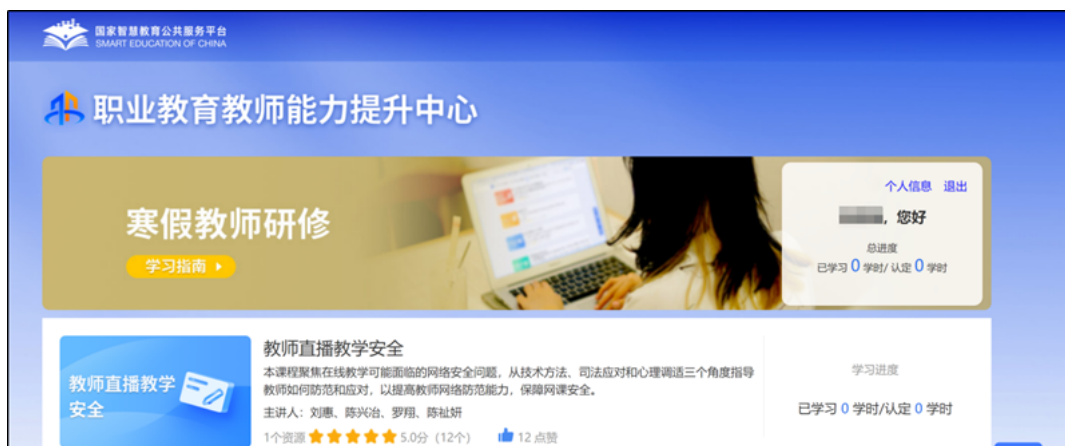 国家智慧教育公共服务平台
SMART EDUCATION OF CHINA
职业教育教师能力提升中心
寒假教师研修
学习指南
个人信息 退出
，您好
总进度
已学习 0 学时/ 认定 0 学时
教师直播教学
安全
教师直播教学安全
本课程聚焦在线教学可能面临的网络安全问题，从技术方法、司法应对和心理调适三个角度指导
教师如何防范和应对，以提高教师网络防范能力，保障网课安全。
主讲人：刘惠、陈兴冶、罗翔、陈祉妍
1个资源 5.0分（12个） 12 点赞
学习进度
已学习 0 学时/认定 0 学时